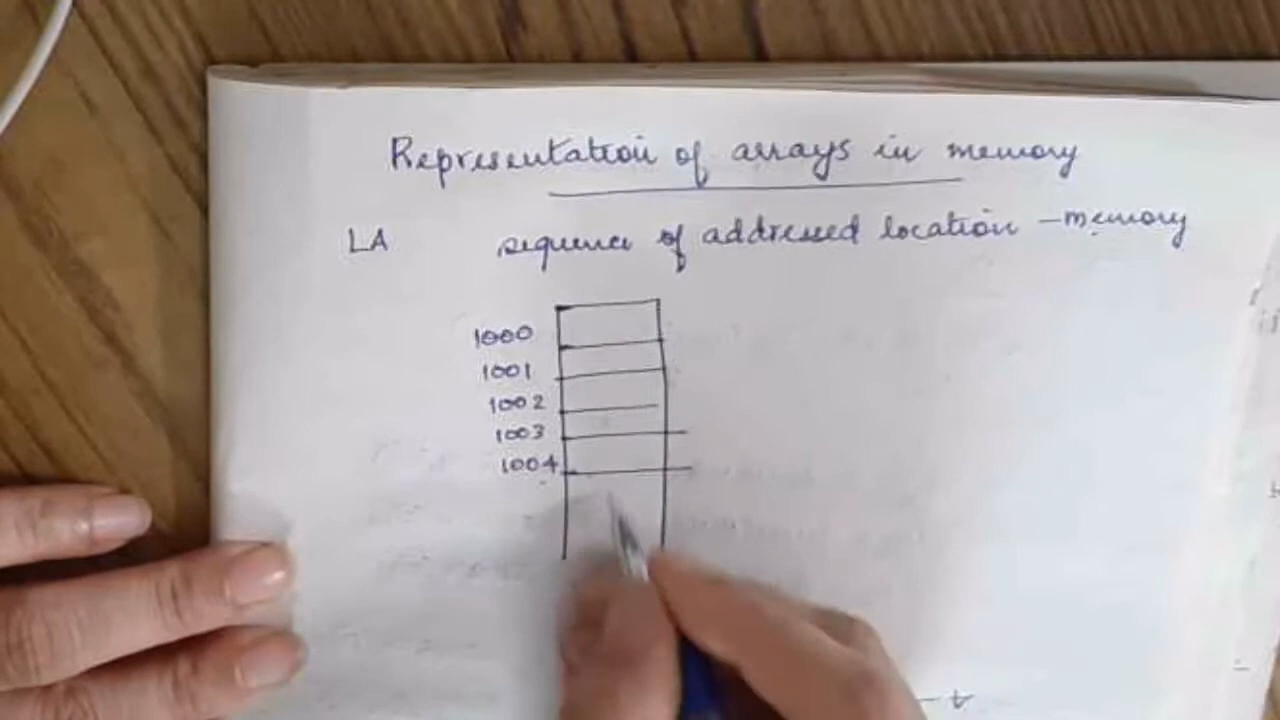 Representation of arrays in memory
LA sequence of addressed location - memory
1000
1001
1002
1003
1004